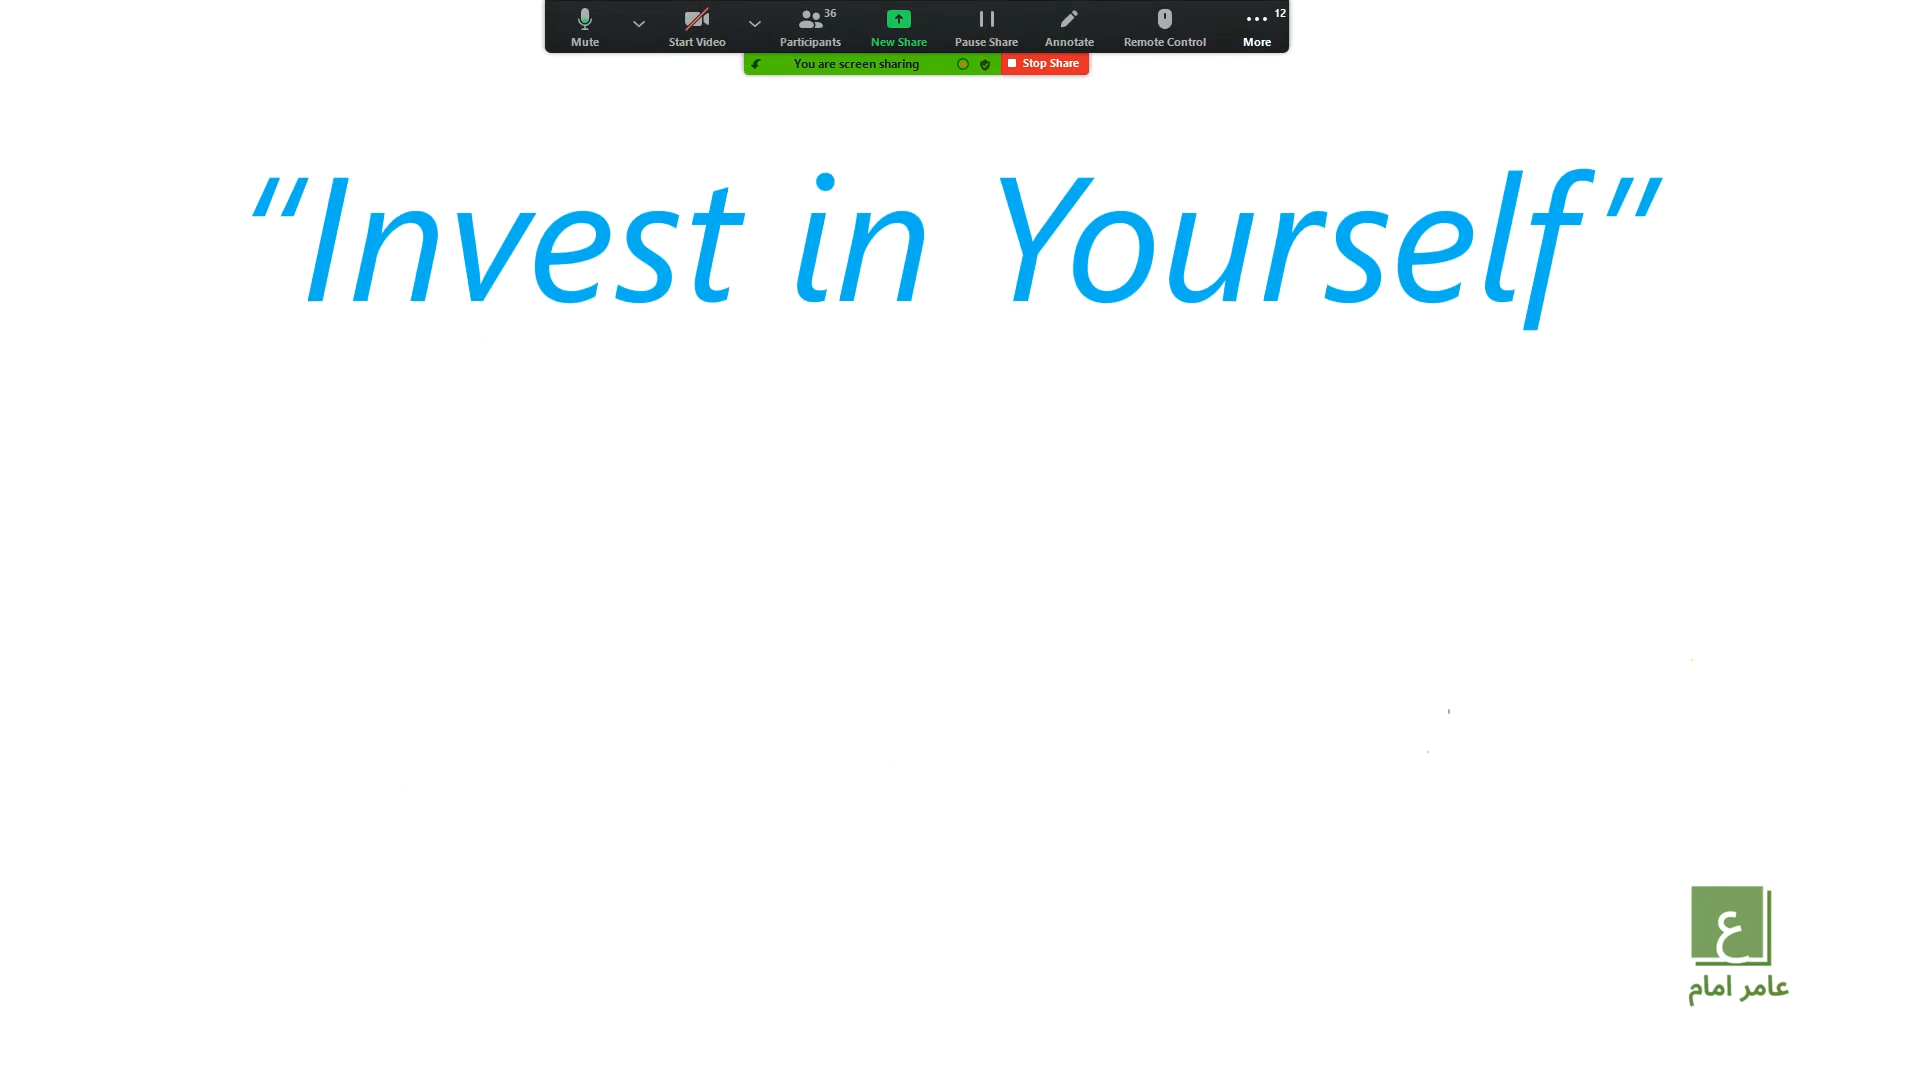 36
12
Mute
Start Video
Participants
New Share
Pause Share
Annotate
Remote Control
More
You are screen sharing
Stop Share
“Invest in Yourself”
ع
عامر امام